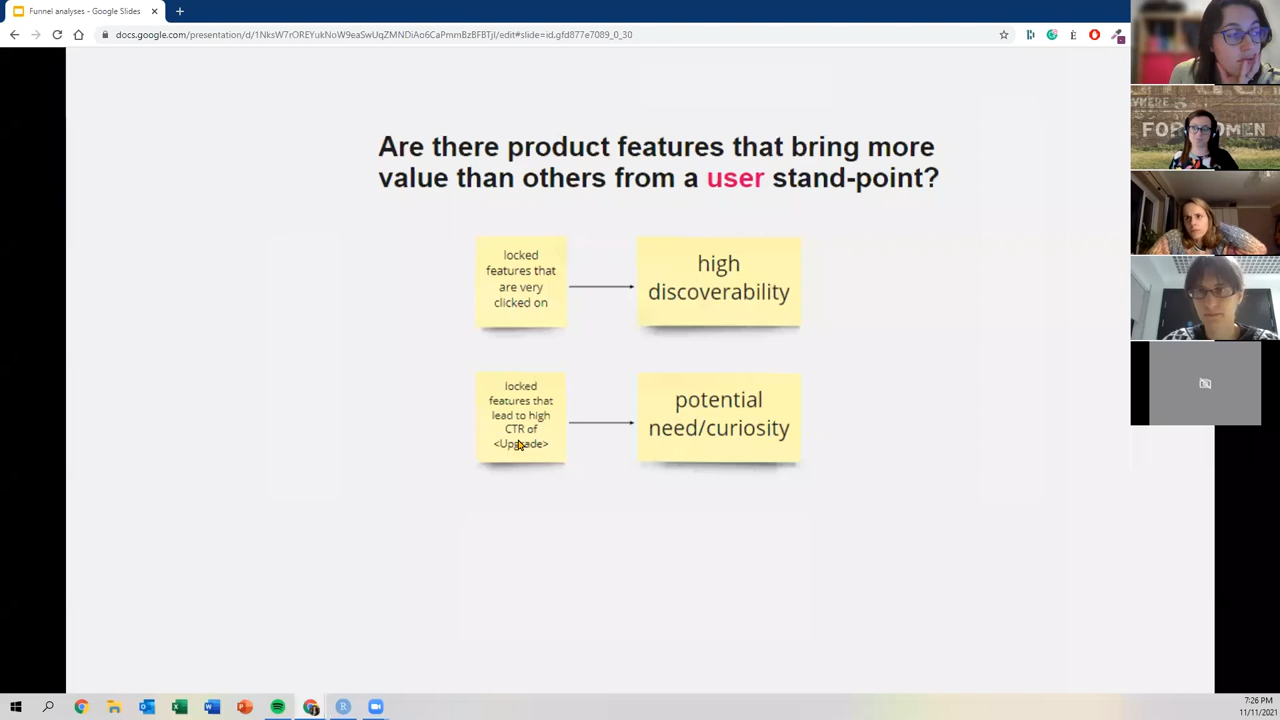 Funnel analyses - Google Slides
docs.google.com/presentation/d/1NksW7rOREYukNoW9eaSwUqZMNDiAo6CaPmmBzBFBTjI/edit#slide=id.gfd877e7089_0_30
FOR WOMEN
Are there product features that bring more
value than others from a user stand-point?
locked
features that
are very
clicked on
high
discoverability
locked
features that
lead to high
CTR of
<Upgrade>
potential
need/curiosity
7:26 PM
11/11/2021